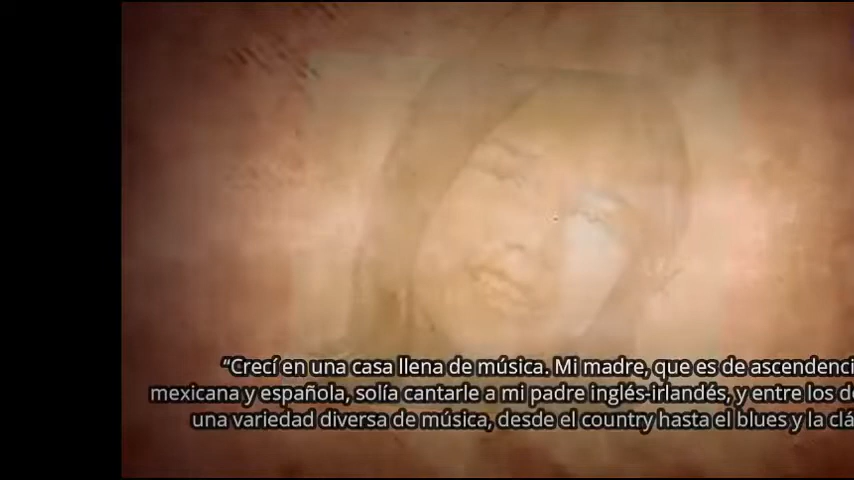 “Crecí en una casa llena de música. Mi madre, que es de ascendenci
mexicana y española, solía cantarle a mi padre inglés-irlandés, y entre los d
una variedad diversa de música, desde el country hasta el blues y la clá